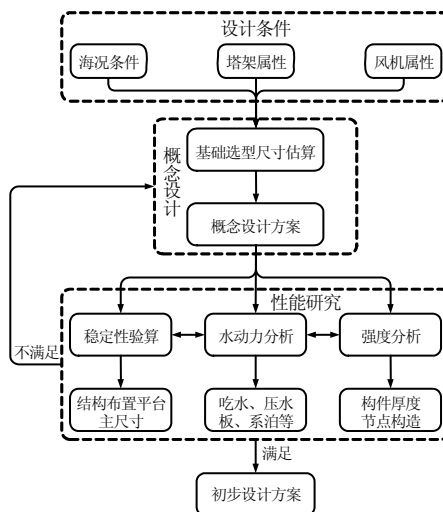 设计条件
海况条件
塔架属性
风机属性
概念设计
基础选型尺寸估算
概念设计方案
性能研究
稳定性验算
水动力分析
强度分析
不满足
结构布置平台
主尺寸
吃水、压水
板、系泊等
构件厚度
节点构造
满足
初步设计方案